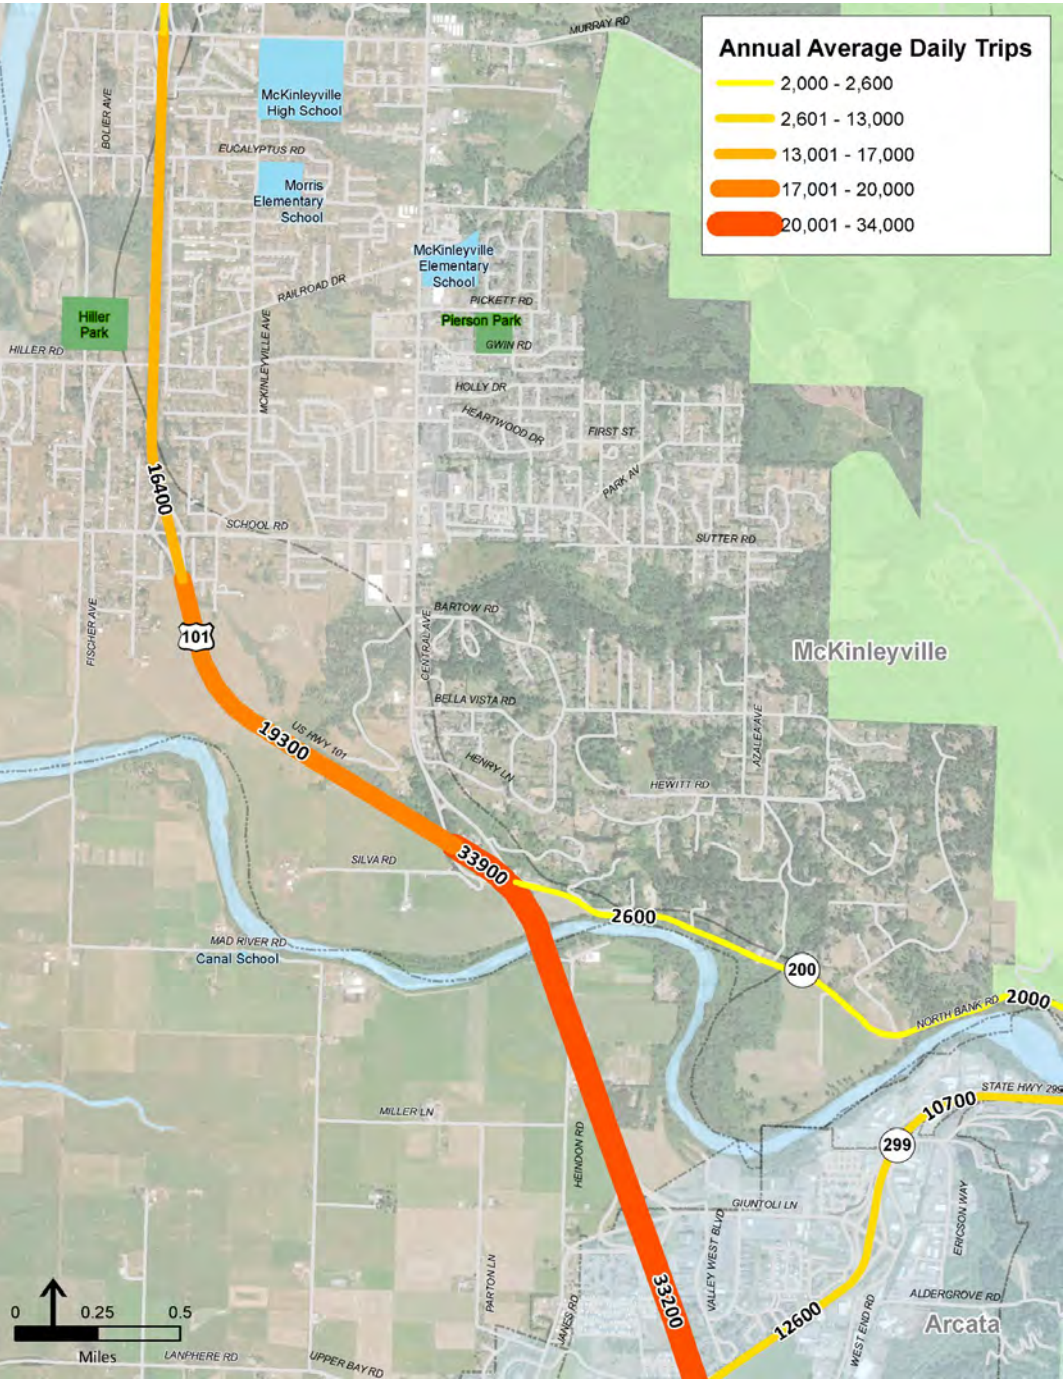 MURRAY RD
Annual Average Daily Trips
2,000 - 2,600
2,601 - 13,000
13,001 - 17,000
17,001 - 20,000
20,001 - 34,000
McKinleyville
High School
BOLIER AVE
EUCALYPTUS RD
Morris
Elementary
School
McKinleyville
Elementary
School
RAILROAD DR
PICKETT RD
Hiller
Park
Pierson Park
GWIN RD
HILLER RD
MCKINLEYVILLE AVE
HOLLY DR
HEARTWOOD DR
FIRST ST
PARK AV
16400
SCHOOL RD
SUTTER RD
FISCHER AVE
101
CENTRAL AVE
BARTOW RD
McKinleyville
BELLA VISTA RD
AZALEA AVE
19300
US HWY 101
HENRY LN
HEWITT RD
33900
SILVA RD
2600
MAD RIVER RD
Canal School
200
NORTH BANK RD
2000
STATE HWY 299
10700
299
MILLER LN
HEINDON RD
GIUNTOLI LN
VALLEY WEST BLVD
ERICSON WAY
PARTON LN
JANES RD
33200
12600
WEST END RD
ALDERGROVE RD
Arcata
0 0.25 0.5
Miles
LANPHERE RD
UPPER BAY RD